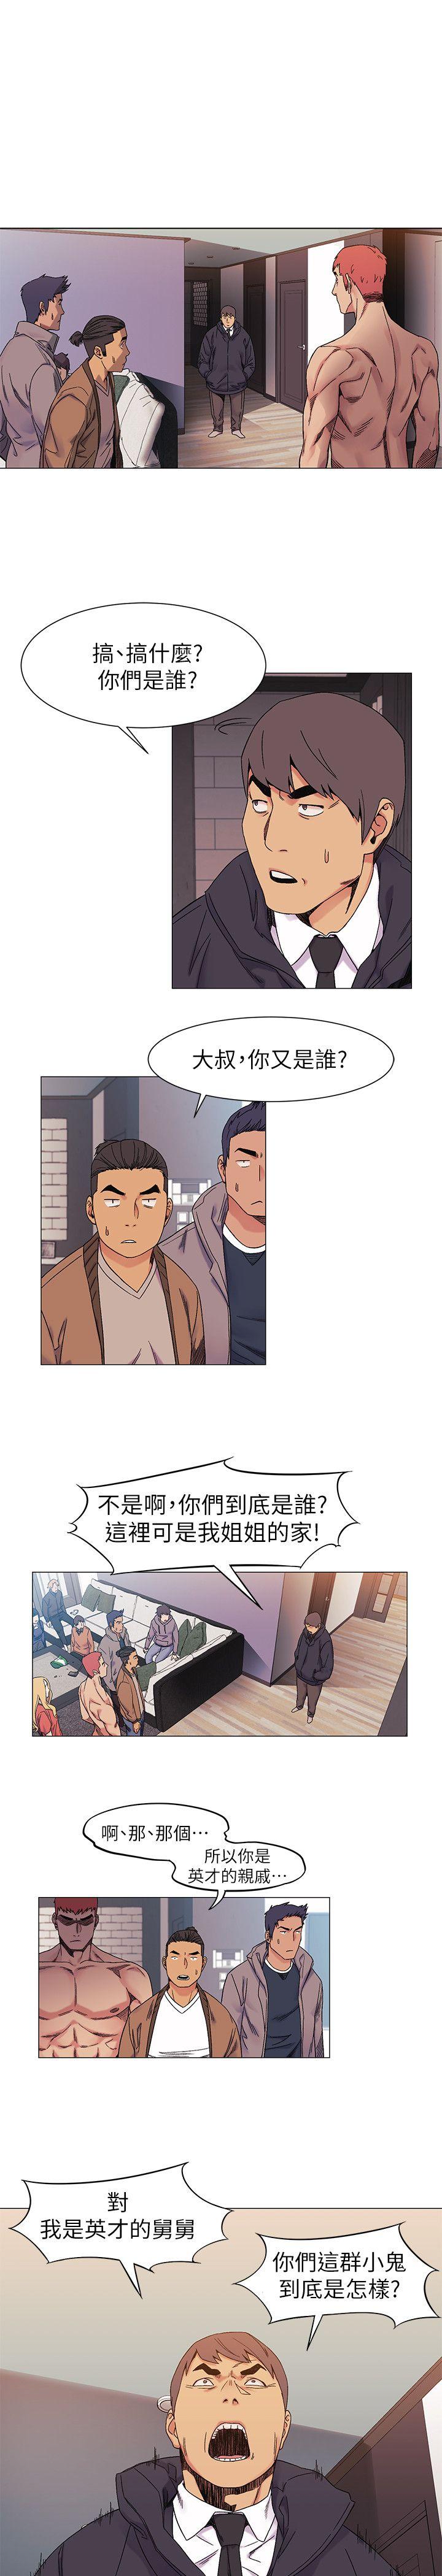 搞、搞什麼?
你們是誰?
大叔，你又是誰?
不是啊，你們到底是誰?
這裡可是我姐姐的家!
啊、那、那個…
所以你是
英才的親戚…
對
我是英才的舅舅
你們這群小鬼
到底是怎樣?